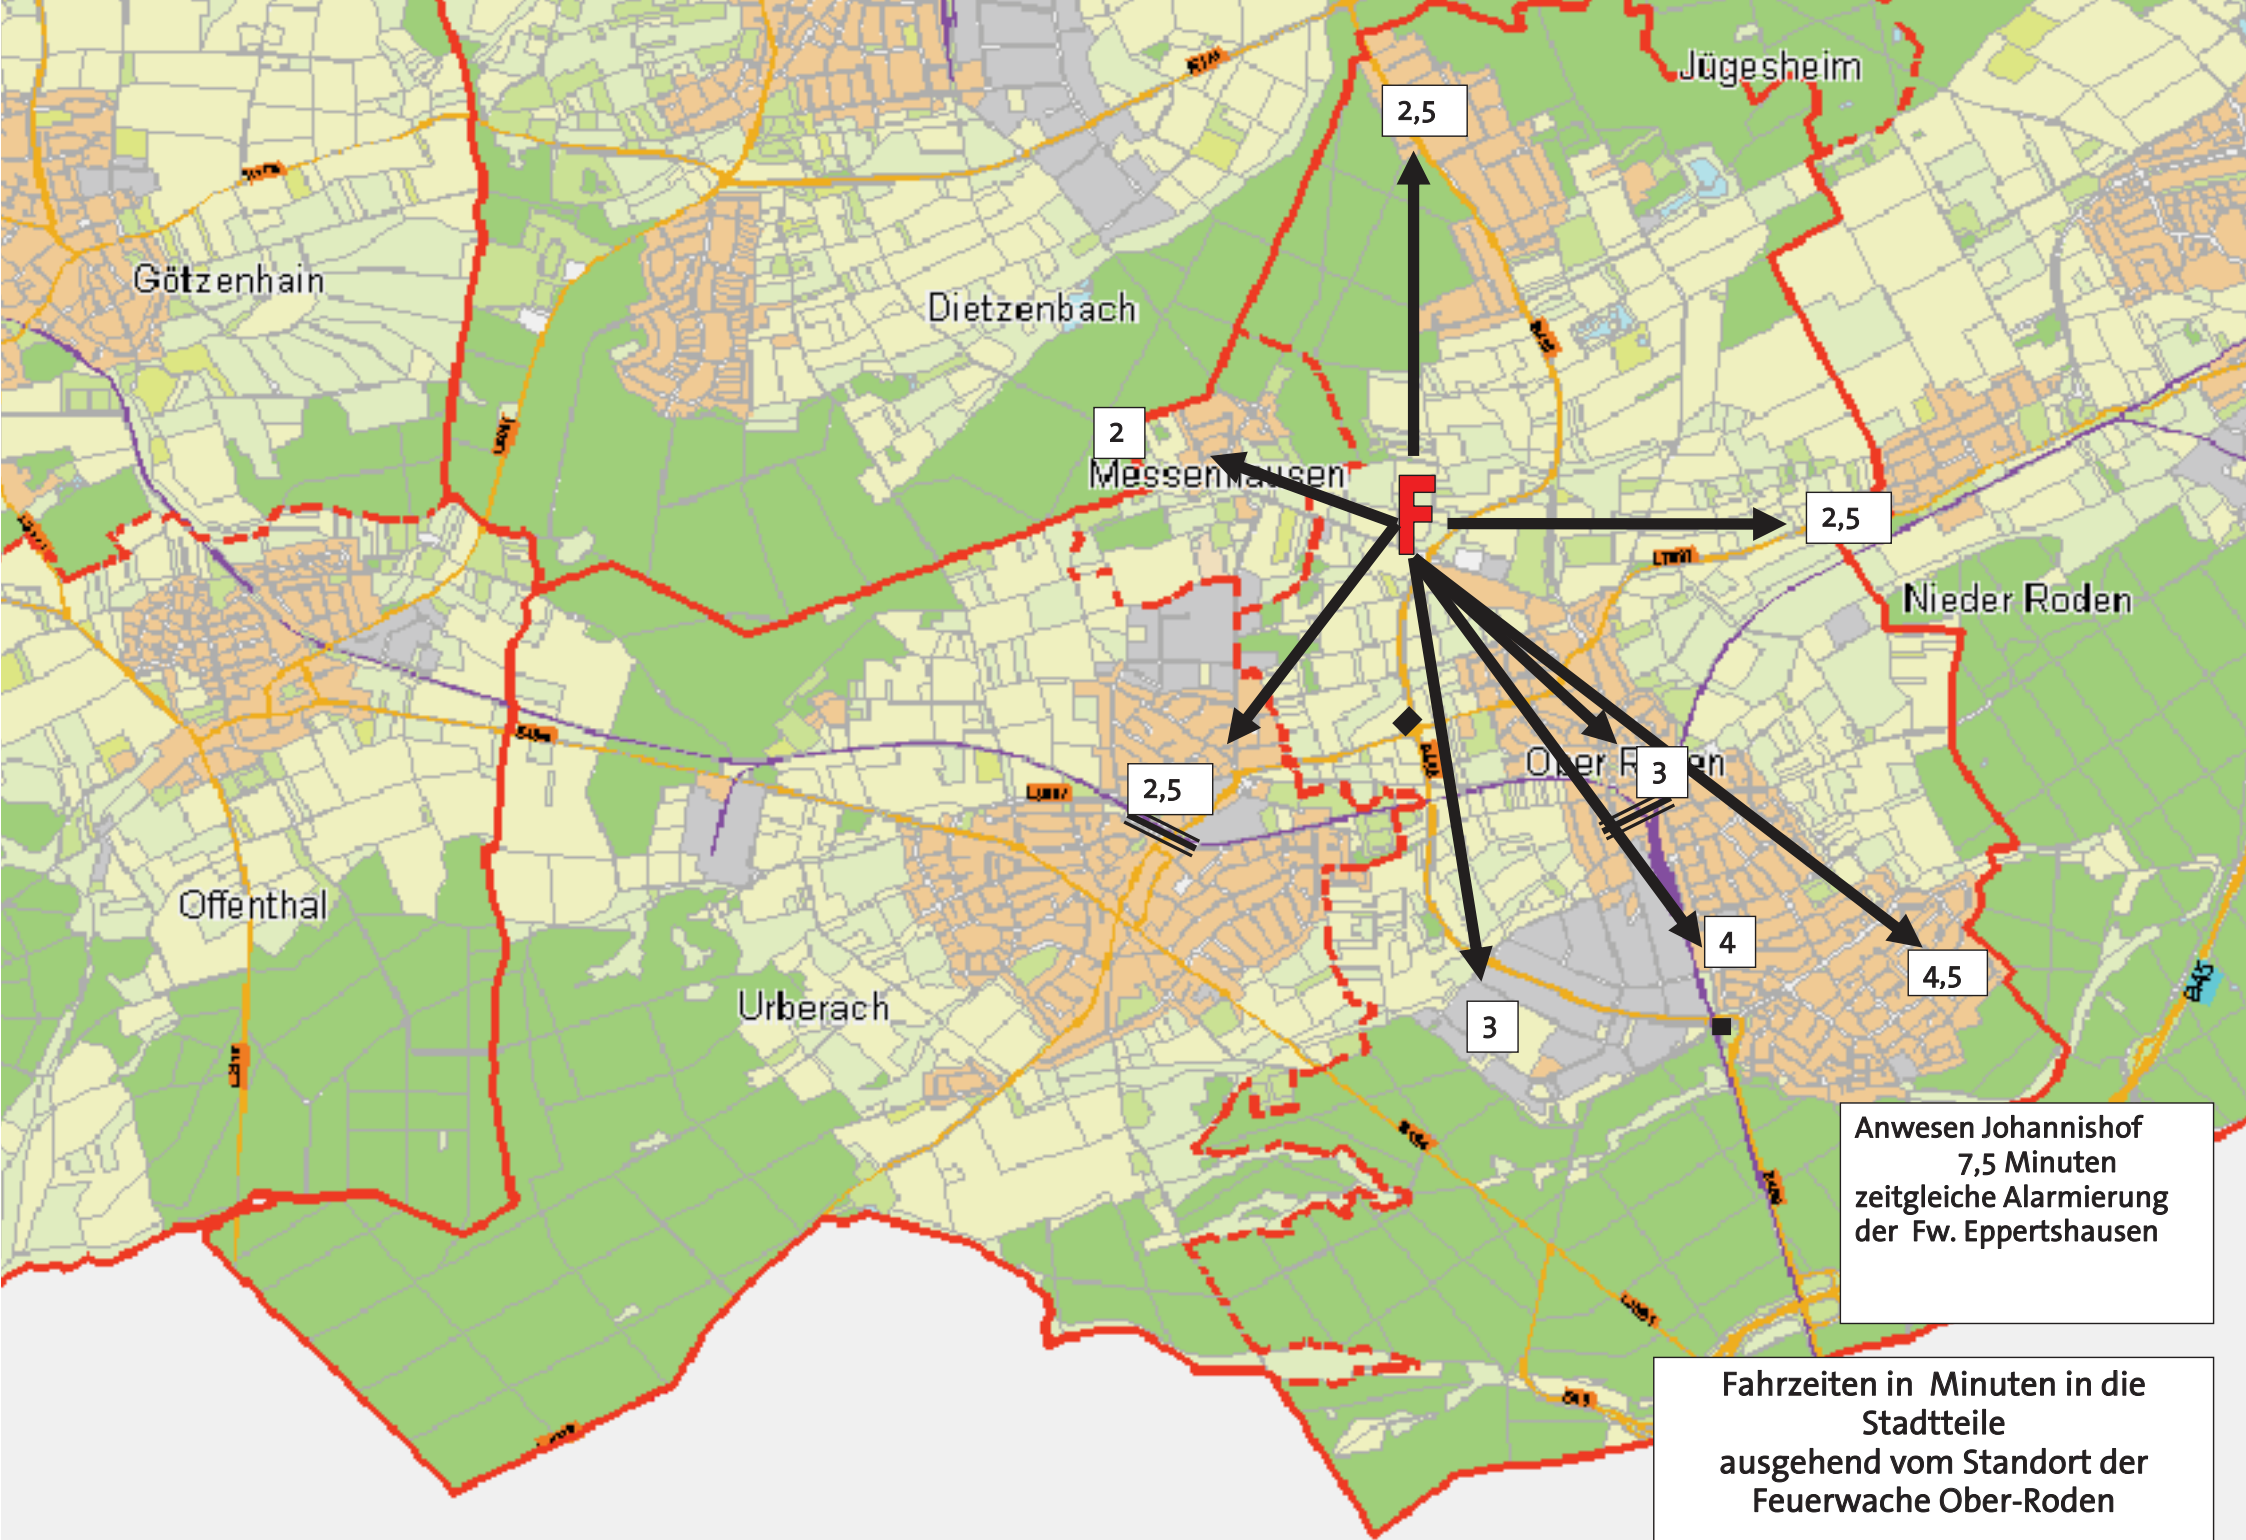 Jügesheim
2,5
Götzenhain
Dietzenbach
2
Messenhausen
F
2,5
Nieder Roden
Ober Roden
3
2,5
Offenthal
4
4,5
Urberach
3
Anwesen Johannishof
7,5 Minuten
zeitgleiche Alarmierung
der Fw. Eppertshausen
Fahrzeiten in Minuten in die
Stadtteile
ausgehend vom Standort der
Feuerwache Ober-Roden